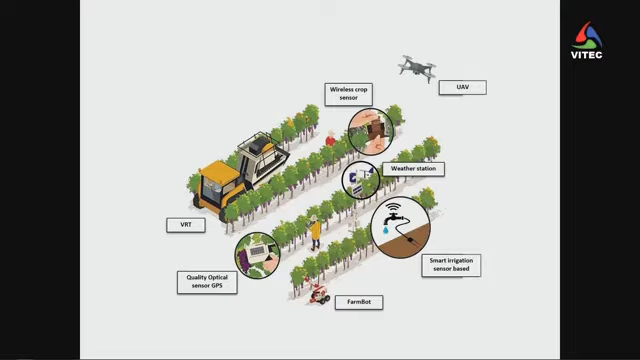 VITEC
UAV
Wireless crop
sensor
Weather station
VRT
Smart irrigation
sensor based
Quality Optical
sensor GPS
FarmBot